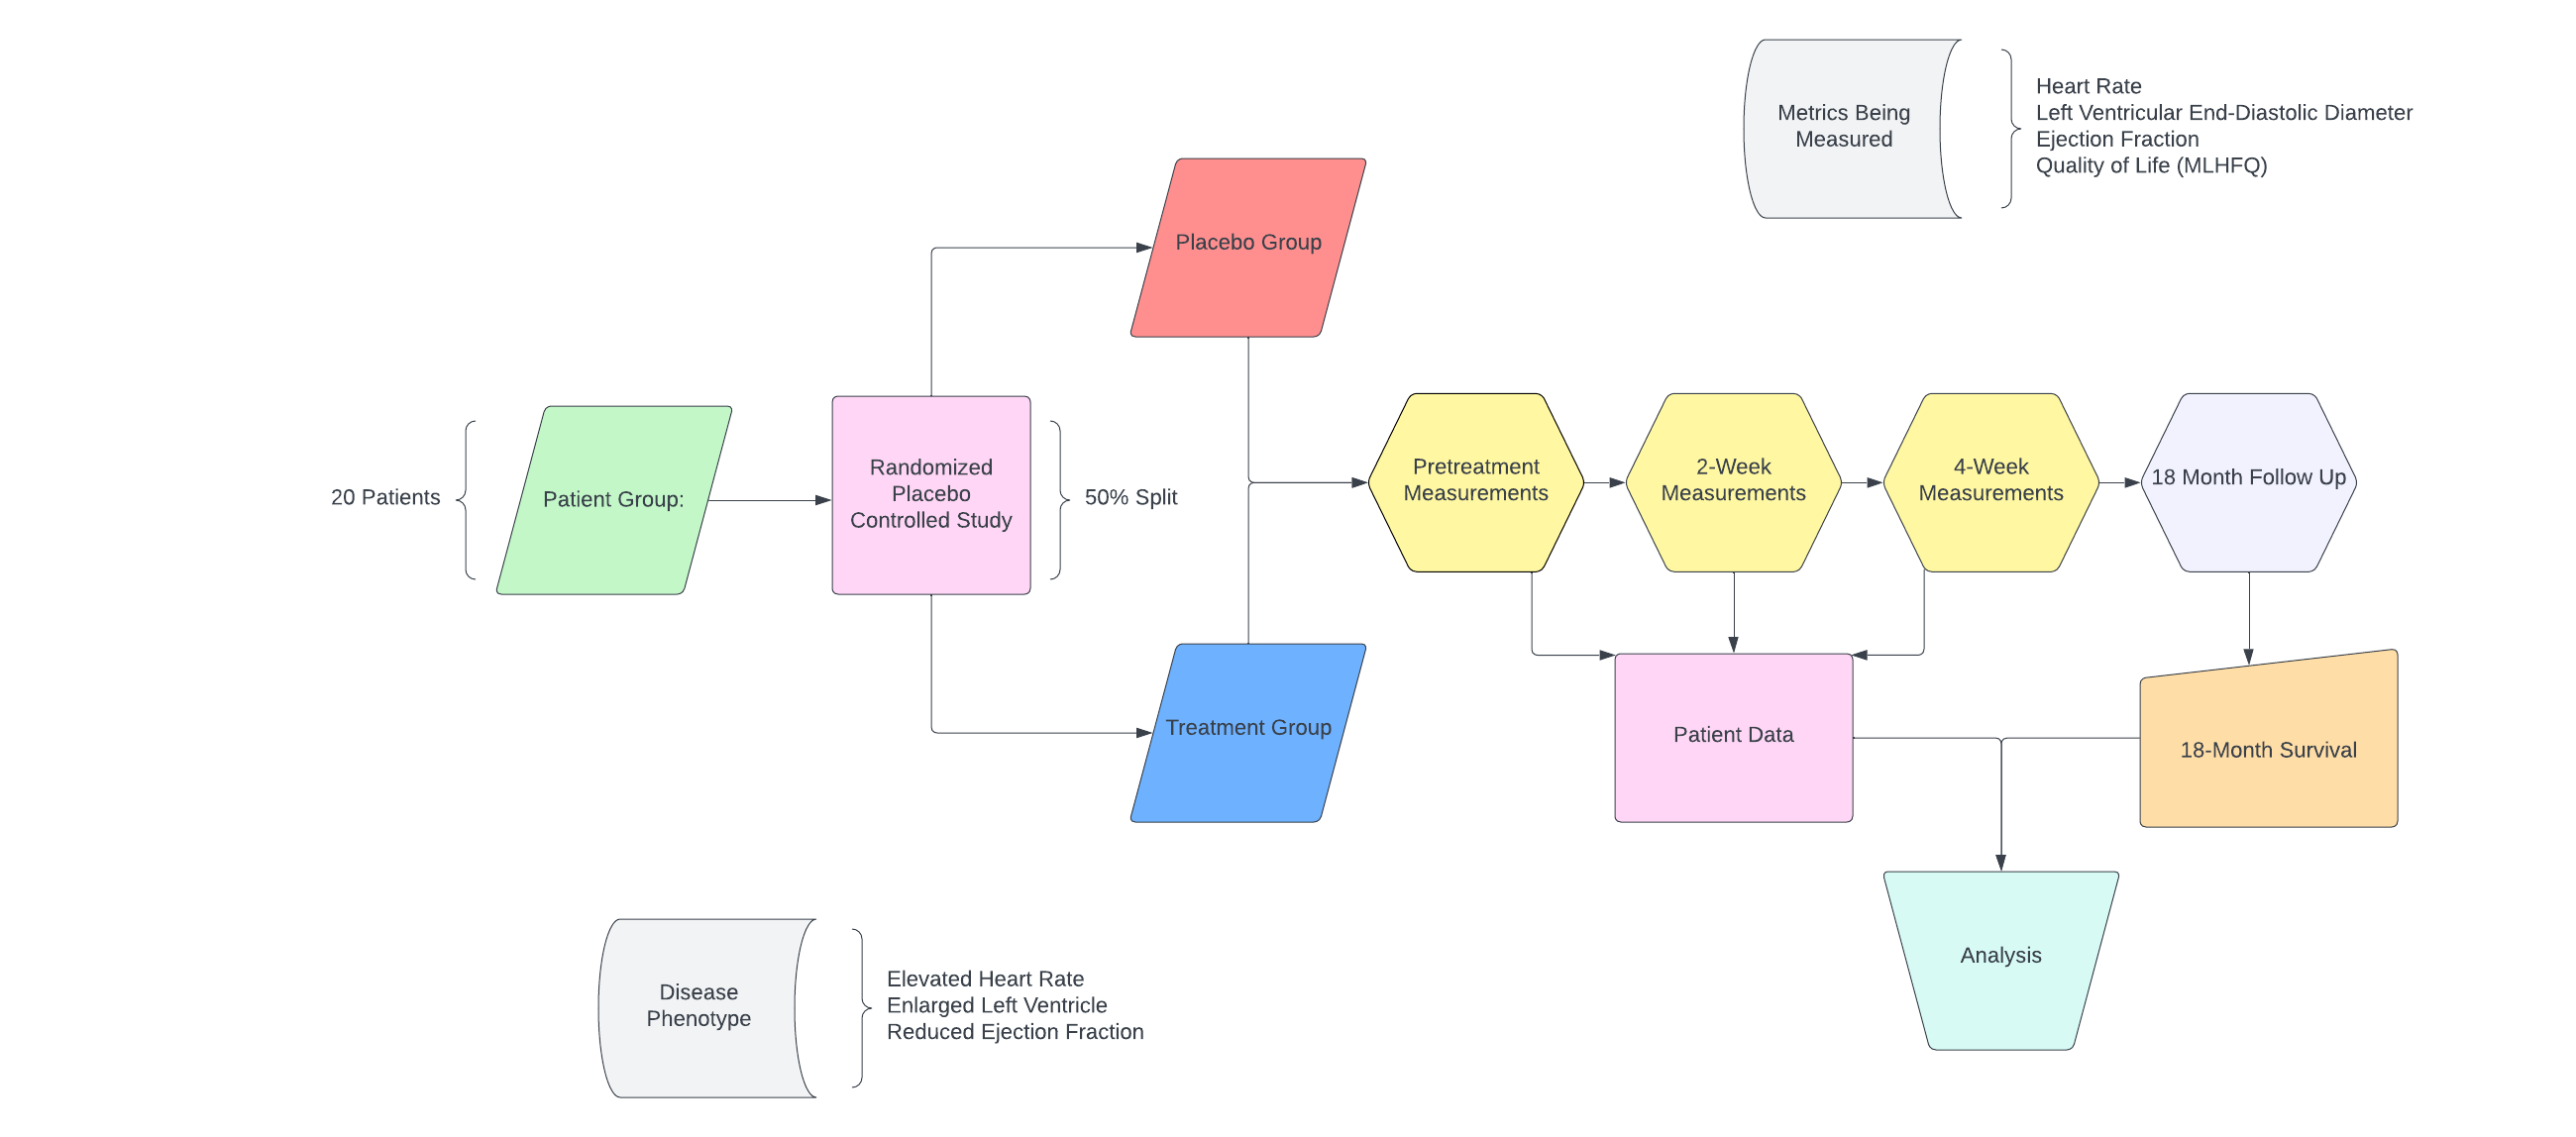 Metrics Being
Measured
Heart Rate
Left Ventricular End-Diastolic Diameter
Ejection Fraction
Quality of Life (MLHFQ)
Placebo Group
20 Patients
Patient Group:
Randomized
Placebo
Controlled Study
50% Split
Pretreatment
Measurements
2-Week
Measurements
4-Week
Measurements
18 Month Follow Up
Treatment Group
Patient Data
18-Month Survival
Analysis
Disease
Phenotype
Elevated Heart Rate
Enlarged Left Ventricle
Reduced Ejection Fraction